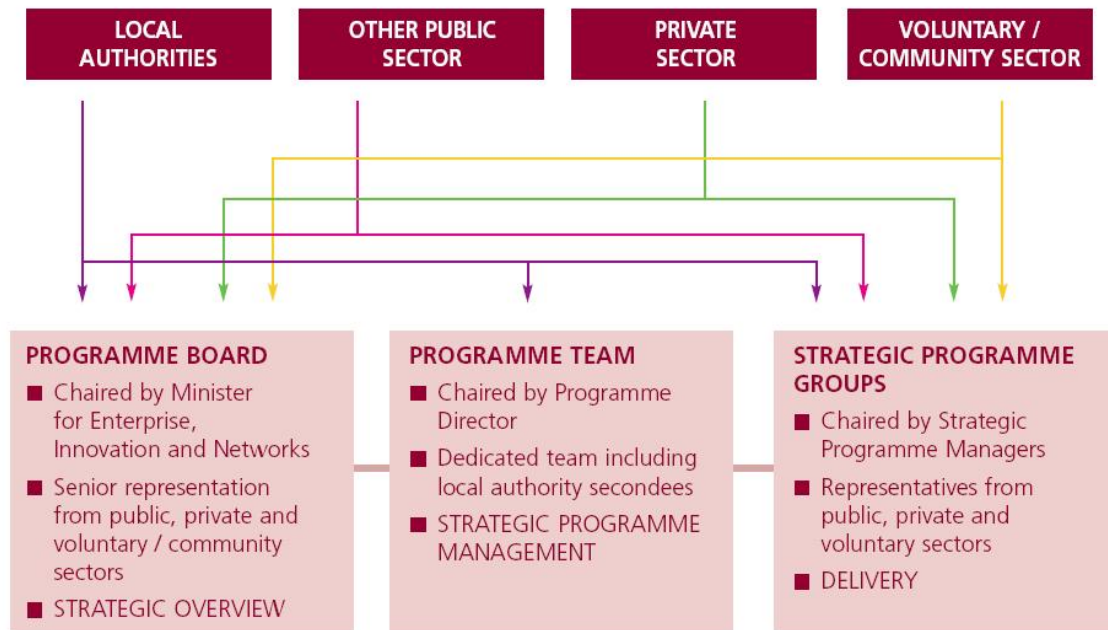 LOCAL
AUTHORITIES
OTHER PUBLIC
SECTOR
PRIVATE
SECTOR
VOLUNTARY /
COMMUNITY SECTOR
PROGRAMME BOARD
■ Chaired by Minister
for Enterprise,
Innovation and Networks
■ Senior representation
from public, private and
voluntary / community
sectors
■ STRATEGIC OVERVIEW
PROGRAMME TEAM
■ Chaired by Programme
Director
■ Dedicated team including
local authority secondees
■ STRATEGIC PROGRAMME
MANAGEMENT
STRATEGIC PROGRAMME
GROUPS
■ Chaired by Strategic
Programme Managers
■ Representatives from
public, private and
voluntary sectors
■ DELIVERY